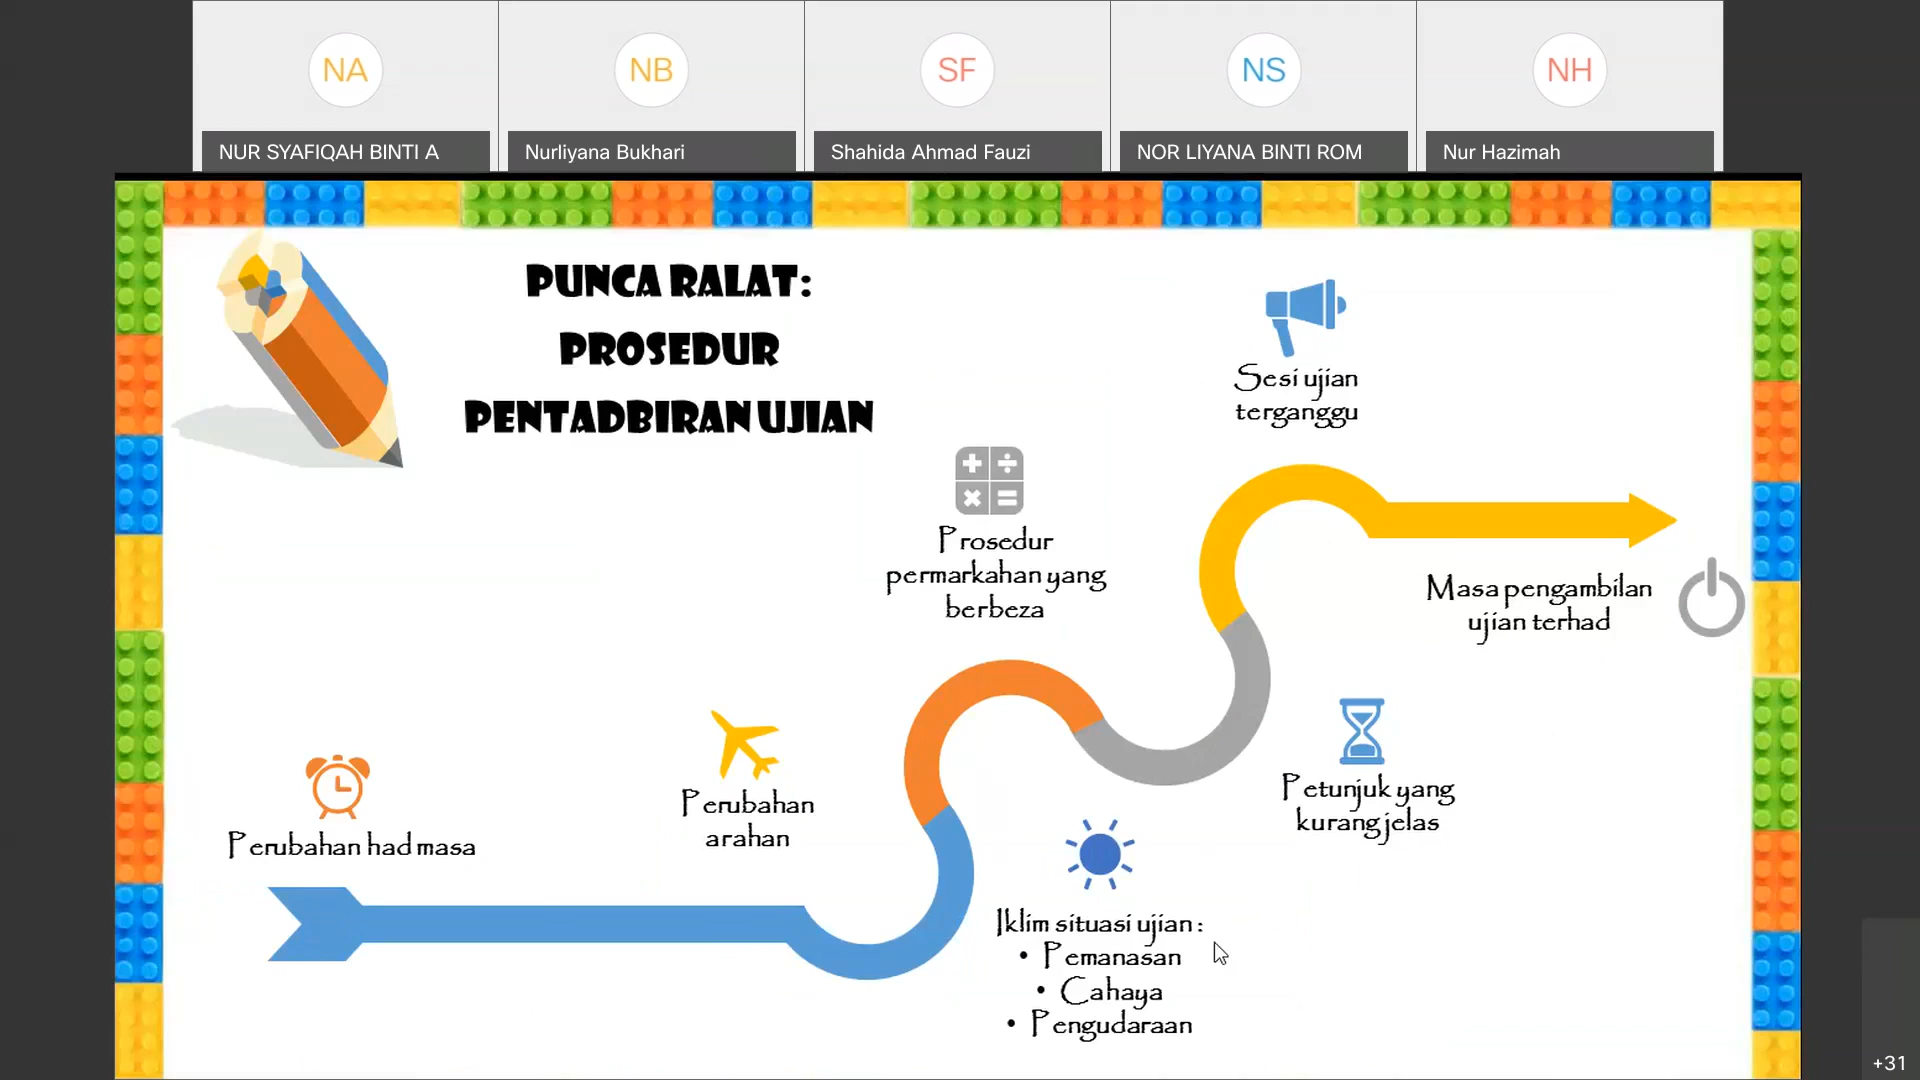 NA
NB
SF
NS
NH
NUR SYAFIQAH BINTI A
Nurliyana Bukhari
Shahida Ahmad Fauzi
NOR LIYANA BINTI ROM
Nur Hazimah
PUNCA RALAT:
PROSEDUR
PENTADBIRAN UJIAN
Sesi ujian
terganggu
Prosedur
permarkahan yang
berbeza
Masa pengambilan
ujian terhad
Perubahan had masa
Perubahan
arahan
Petunjuk yang
kurang jelas
Iklim situasi ujian :
• Pemanasan
• Cahaya
• Pengudaraan
+31